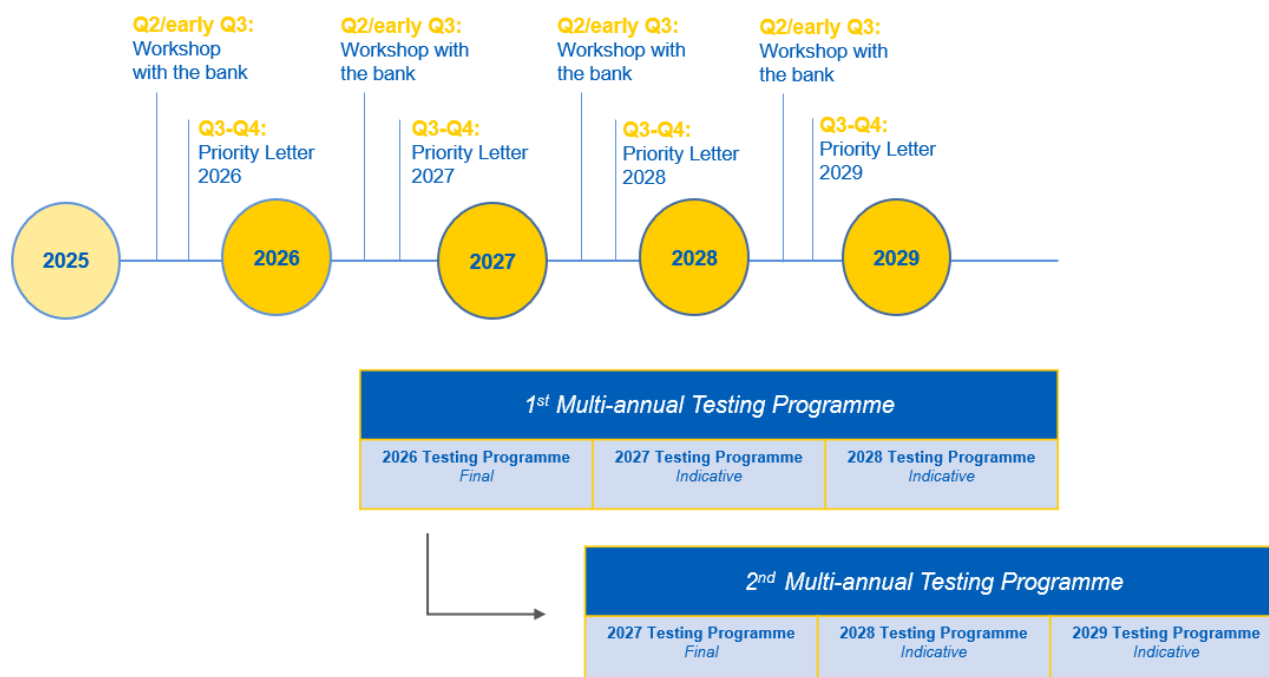 Q2/early Q3:
Workshop
with the bank
Q2/early Q3:
Workshop with
the bank
Q2/early Q3:
Workshop with
the bank
Q2/early Q3:
Workshop with
the bank
Q3-Q4:
Priority Letter
2026
Q3-Q4:
Priority Letter
2027
Q3-Q4:
Priority Letter
2028
Q3-Q4:
Priority Letter
2029
2025
2026
2027
2028
2029
1st Multi-annual Testing Programme
2026 Testing Programme
Final
2027 Testing Programme
Indicative
2028 Testing Programme
Indicative
2nd Multi-annual Testing Programme
2027 Testing Programme
Final
2028 Testing Programme
Indicative
2029 Testing Programme
Indicative